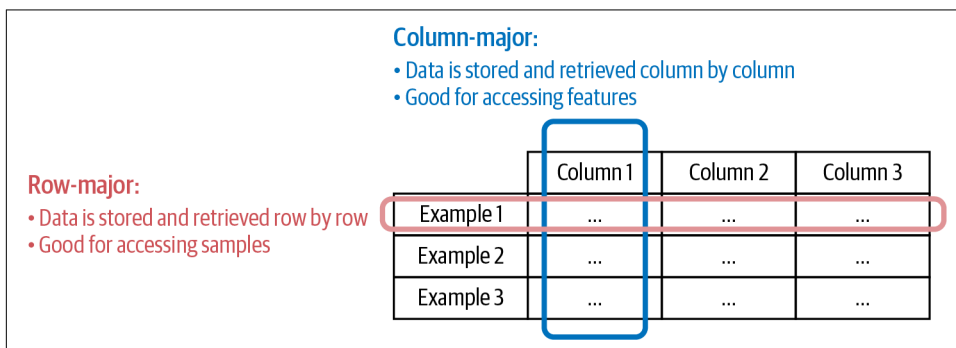 Column-major:
• Data is stored and retrieved column by column
• Good for accessing features
Row-major:
• Data is stored and retrieved row by row
• Good for accessing samples
Column 1 Column 2 Column 3
Example 1 ... ... ...
Example 2 ... ... ...
Example 3 ... ... ...